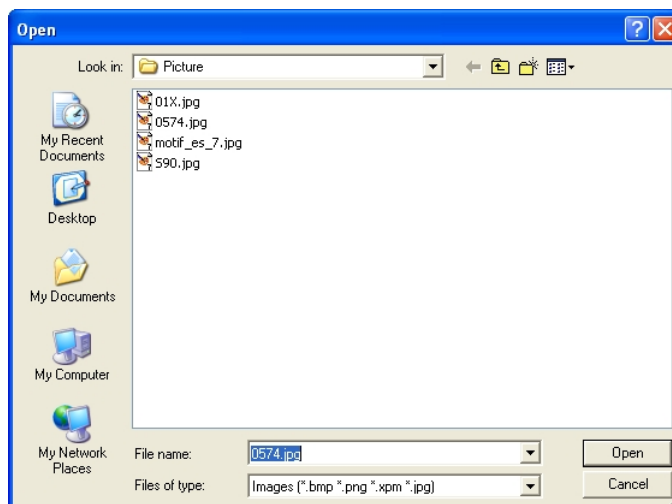 Open
Look in:
Picture
My Recent
Documents
Desktop
My Documents
My Computer
My Network
Places
01X.jpg
0574.jpg
motif_es_7.jpg
S90.jpg
File name:
0574.jpg
Open
Files of type:
Images (*.bmp *.png *.xpm *.jpg)
Cancel